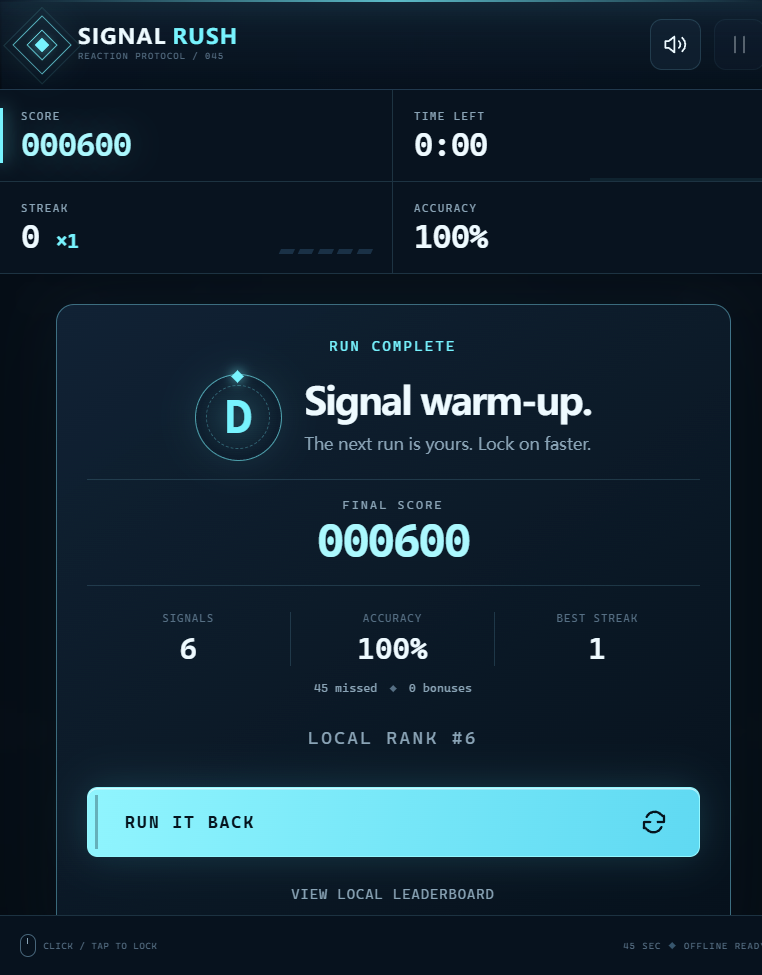 SIGNAL RUSH
REACTION PROTOCOL / 045
SCORE
000600
TIME LEFT
0:00
STREAK
0 ×1
ACCURACY
100%
RUN COMPLETE
D
Signal warm-up.
The next run is yours. Lock on faster.
FINAL SCORE
000600
SIGNALS
6
ACCURACY
100%
BEST STREAK
1
45 missed ◆ 0 bonuses
LOCAL RANK #6
RUN IT BACK
VIEW LOCAL LEADERBOARD
CLICK / TAP TO LOCK
45 SEC ◆ OFFLINE READY